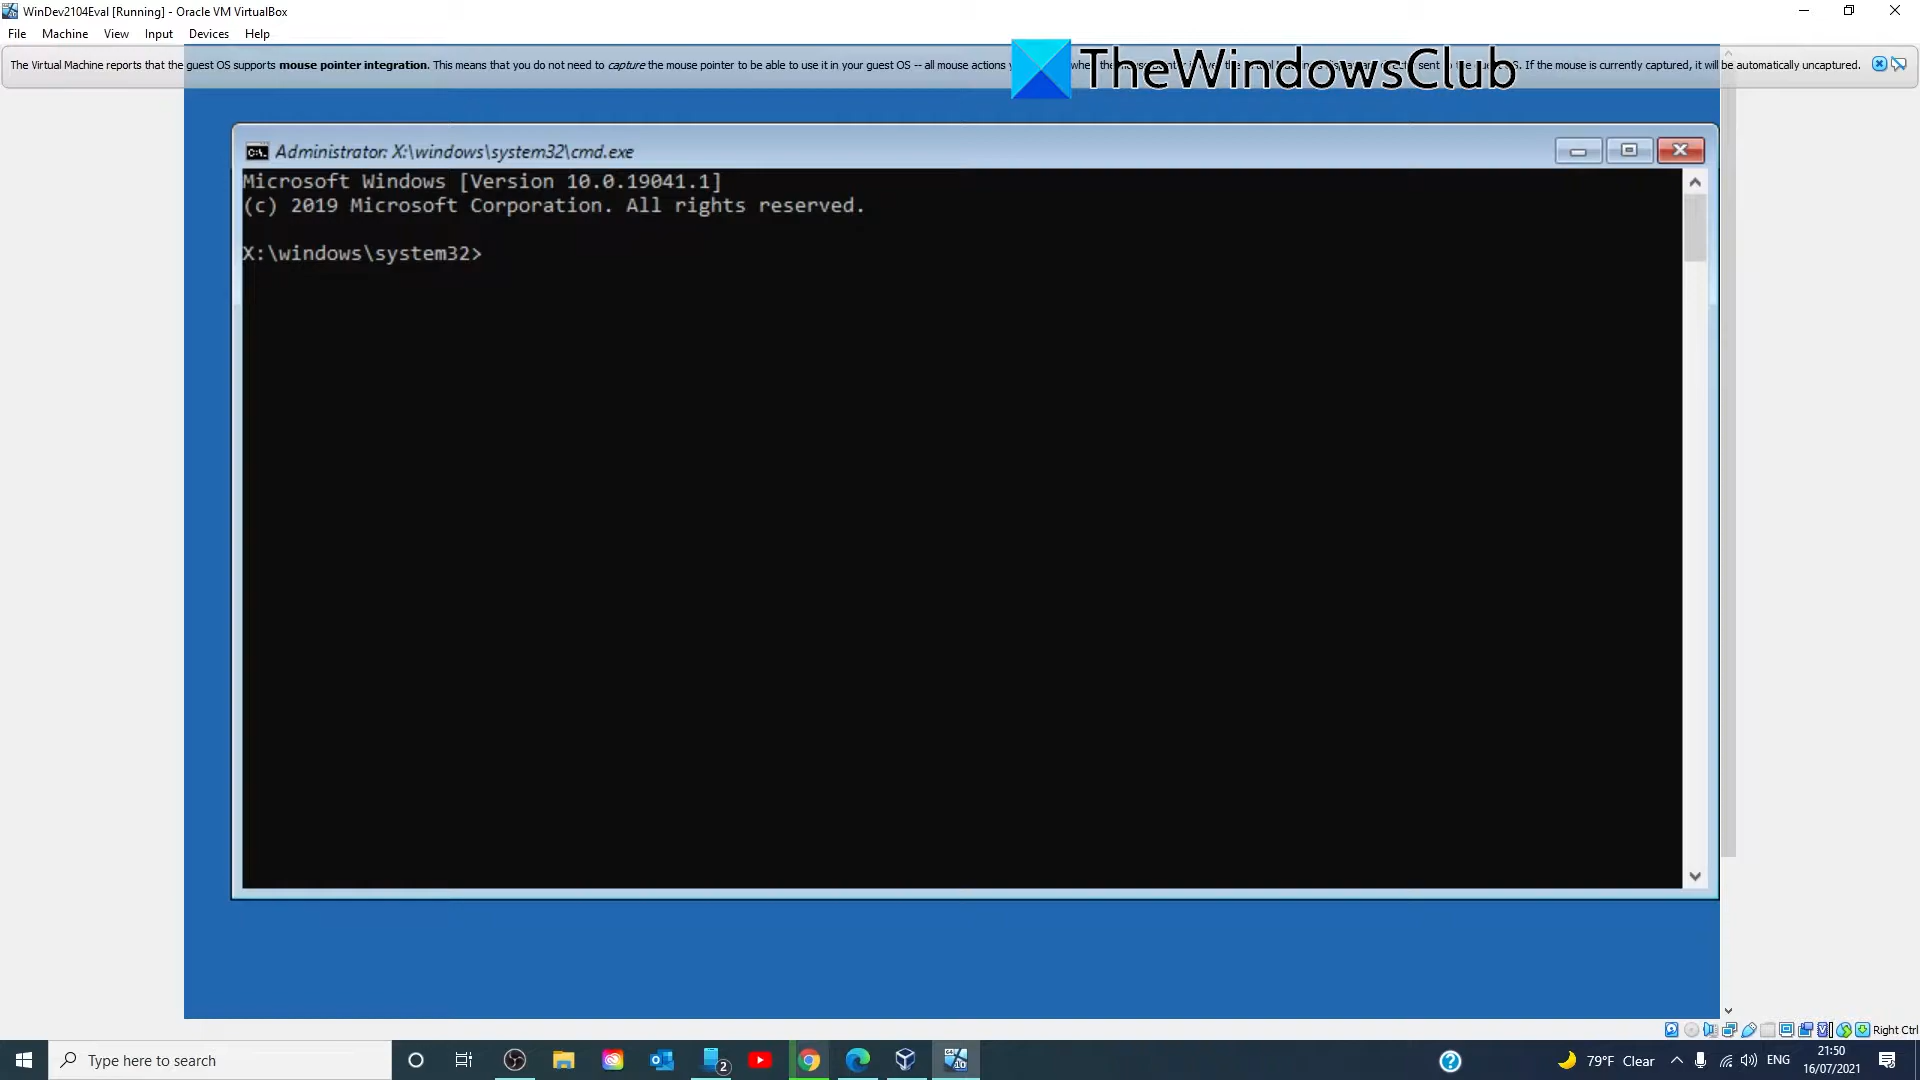 WinDev2104Eval [Running] - Oracle VM VirtualBox
File Machine View Input Devices Help
The Virtual Machine reports that the guest OS supports mouse pointer integration. This means that you do not need to capture the mouse pointer to be able to use it in your guest OS -- all mouse actions
OS. If the mouse is currently captured, it will be automatically uncaptured.
TheWindowsClub
Administrator: X:\windows\system32\cmd.exe
Microsoft Windows [Version 10.0.19041.1]
(c) 2019 Microsoft Corporation. All rights reserved.
X:\windows\system32>
Right Ctrl
Type here to search
2
79°F Clear
ENG
21:50
16/07/2021